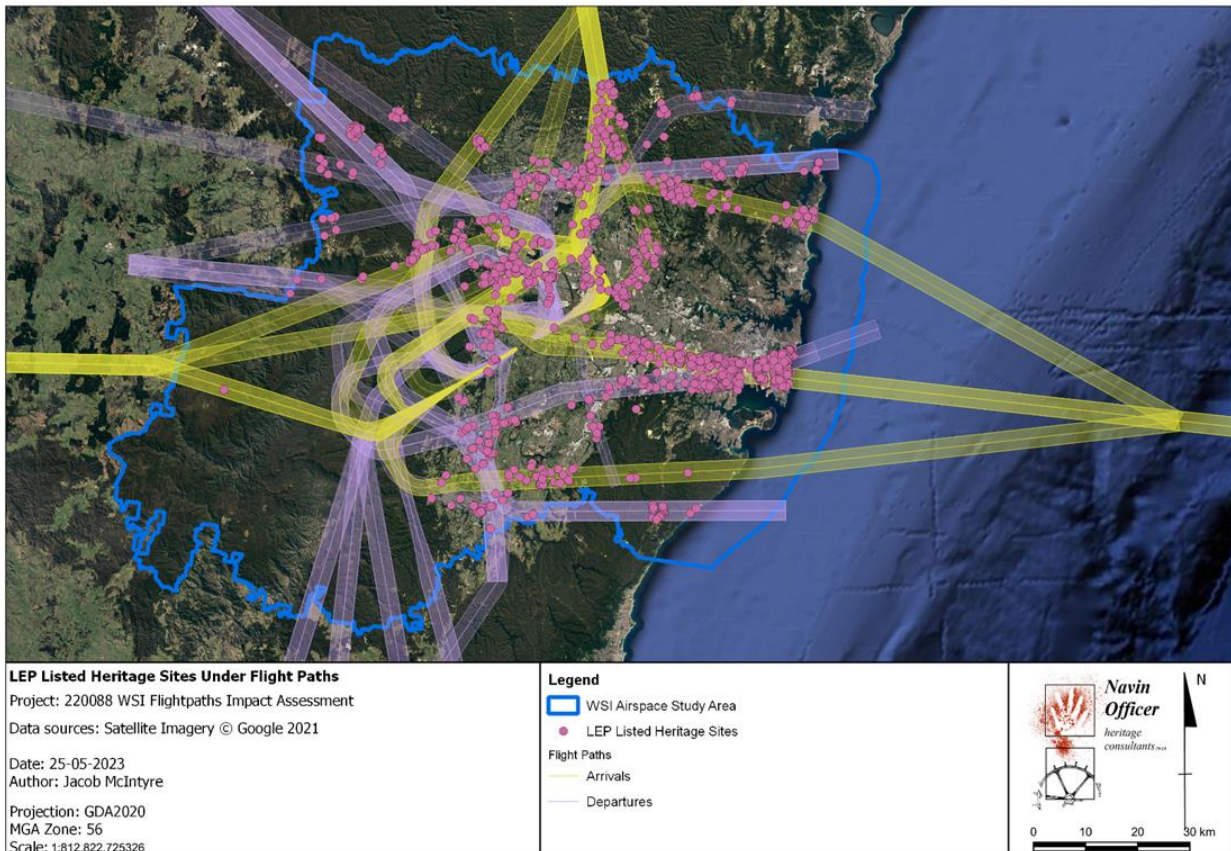 LEP Listed Heritage Sites Under Flight Paths
Project: 220088 WSI Flightpaths Impact Assessment
Data sources: Satellite Imagery © Google 2021
Date: 25-05-2023
Author: Jacob McIntyre
Projection: GDA2020
MGA Zone: 56
Scale: 1:812,822.725326
Legend
WSI Airspace Study Area
LEP Listed Heritage Sites
Flight Paths
Arrivals
Departures
Navin
Officer
heritage
consultants
N
0 10 20 30 km